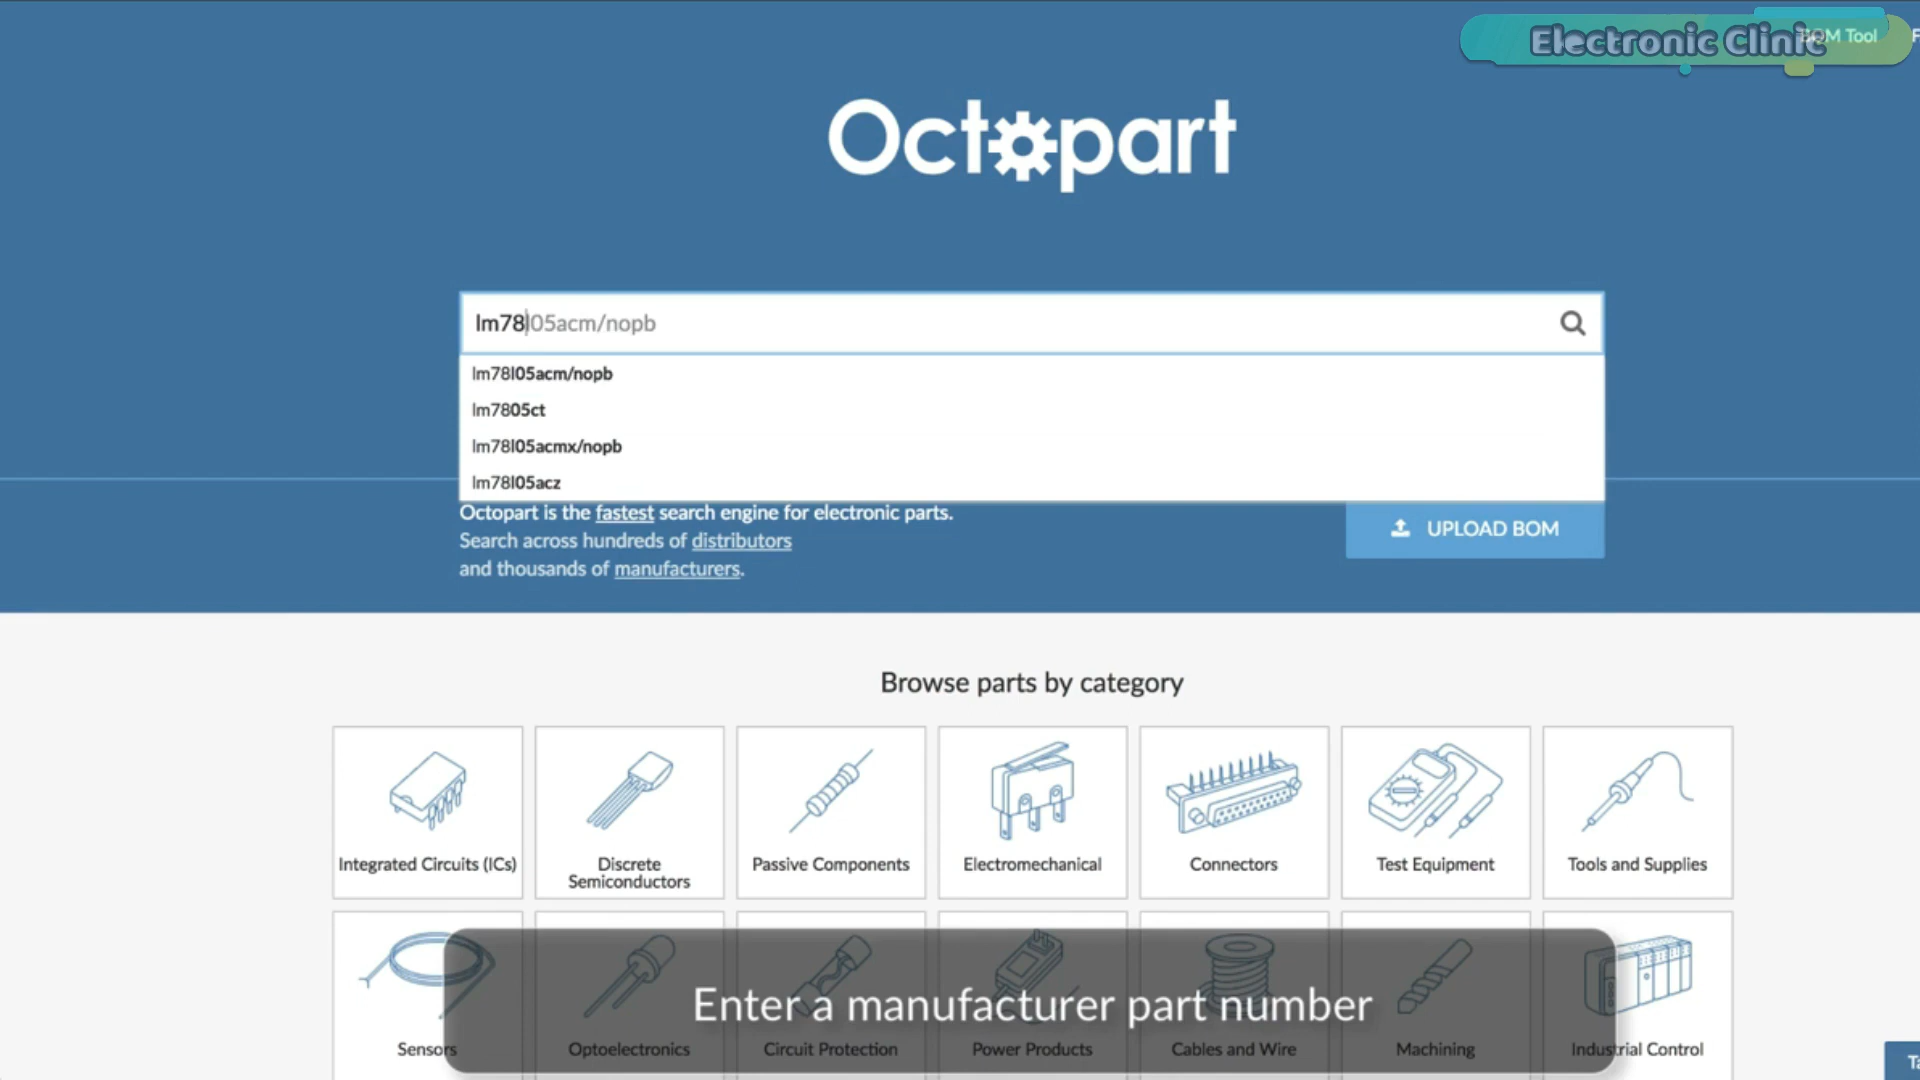 Electronic Clinic
BOM Tool
Octopart
lm78l05acm/nopb
lm78l05acm/nopb
lm7805ct
lm78l05acmx/nopb
lm78l05acz
Octopart is the fastest search engine for electronic parts.
Search across hundreds of distributors
and thousands of manufacturers.
UPLOAD BOM
Browse parts by category
Integrated Circuits (ICs)
Discrete
Semiconductors
Passive Components
Electromechanical
Connectors
Test Equipment
Tools and Supplies
Enter a manufacturer part number
Sensors
Optoelectronics
Circuit Protection
Power Products
Cables and Wire
Machining
Industrial Control